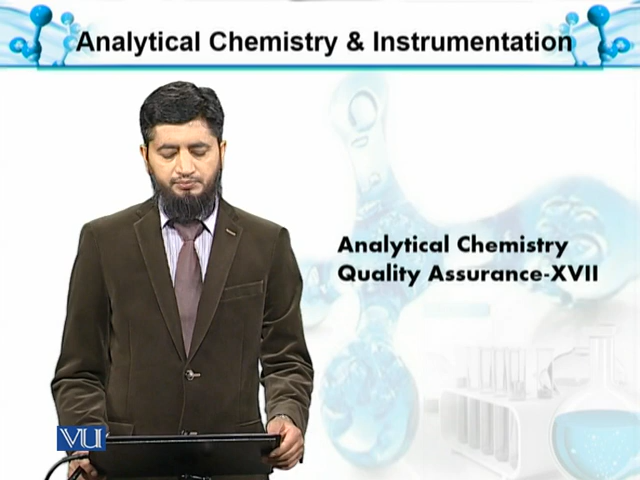 Analytical Chemistry & Instrumentation
Analytical Chemistry
Quality Assurance-XVII
VU